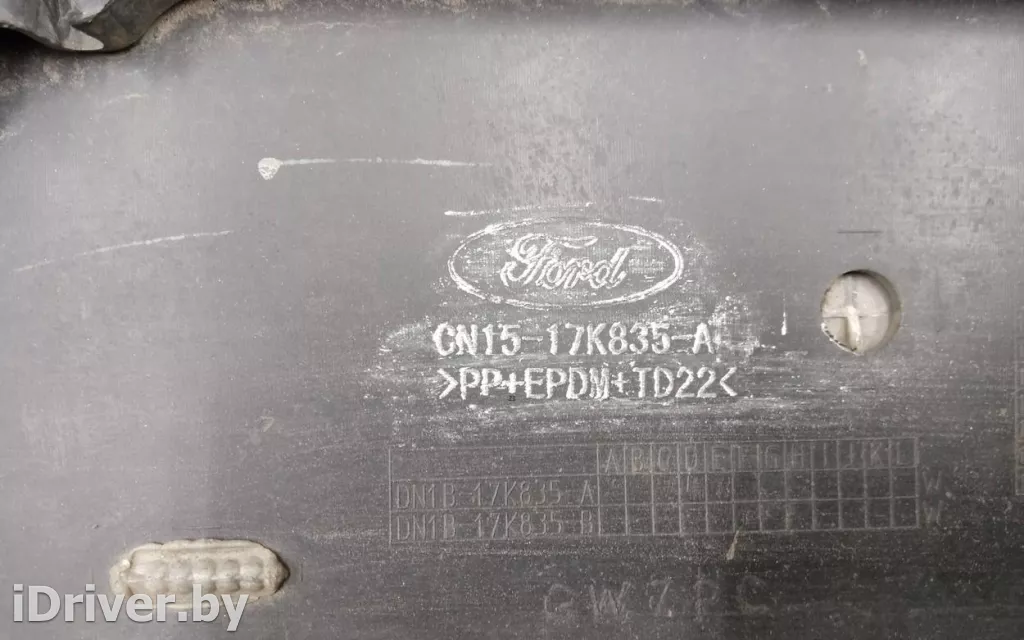 Ford
CN15-17K835-A
>PP+EPDM+TD22<
A B C D E F G H I J K L
DN1B 17K835 A W
DN1B 17K835 B W
iDriver.by